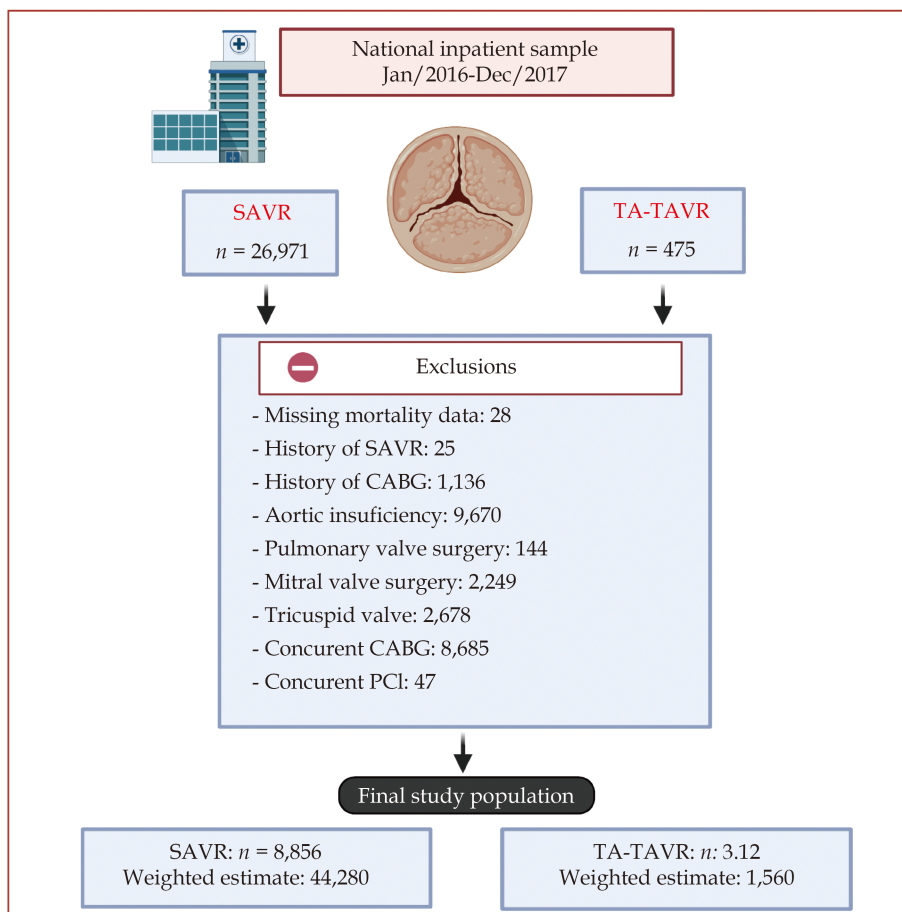 National inpatient sample
Jan/2016-Dec/2017
SAVR
n = 26,971
TA-TAVR
n = 475
Exclusions
- Missing mortality data: 28
- History of SAVR: 25
- History of CABG: 1,136
- Aortic insuficiency: 9,670
- Pulmonary valve surgery: 144
- Mitral valve surgery: 2,249
- Tricuspid valve: 2,678
- Concurent CABG: 8,685
- Concurent PCl: 47
Final study population
SAVR: n = 8,856
Weighted estimate: 44,280
TA-TAVR: n: 3.12
Weighted estimate: 1,560